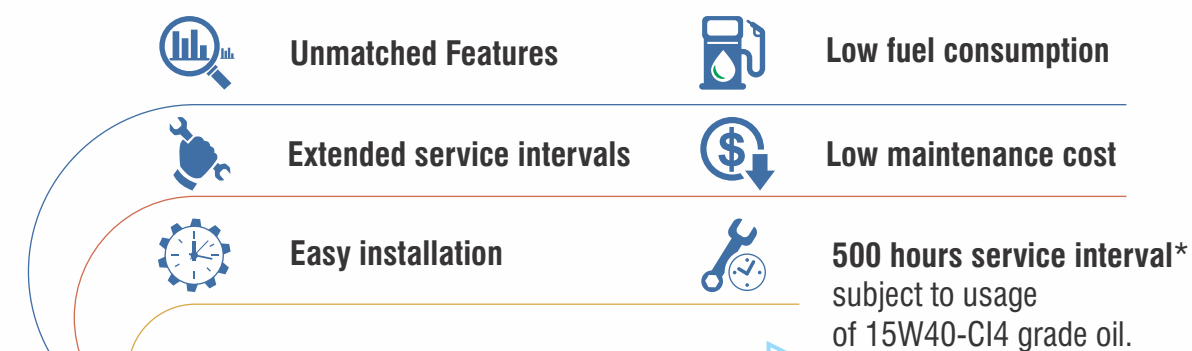 Unmatched Features
Low fuel consumption
Extended service intervals
$
Low maintenance cost
Easy installation
500 hours service interval*
subject to usage
of 15W40-CI4 grade oil.